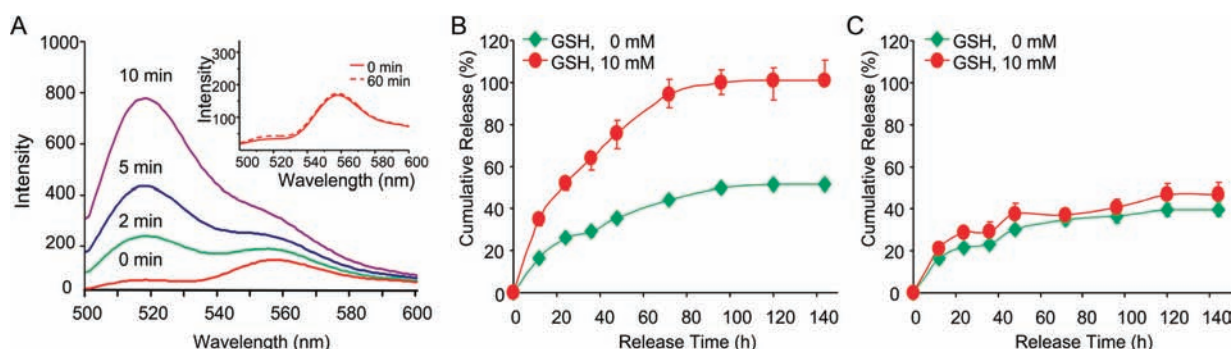 A
1000
800
600
400
200
0
Intensity
10 min
5 min
2 min
0 min
500 520 540 560 580 600
Wavelength (nm)
300
200
100
Intensity
0 min
60 min
500 520 540 560 580 600
Wavelength (nm)
B
GSH, 0 mM
GSH, 10 mM
120
100
80
60
40
20
0
Cumulative Release (%)
0 20 40 60 80 100 120 140
Release Time (h)
C
GSH, 0 mM
GSH, 10 mM
120
100
80
60
40
20
0
Cumulative Release (%)
0 20 40 60 80 100 120 140
Release Time (h)